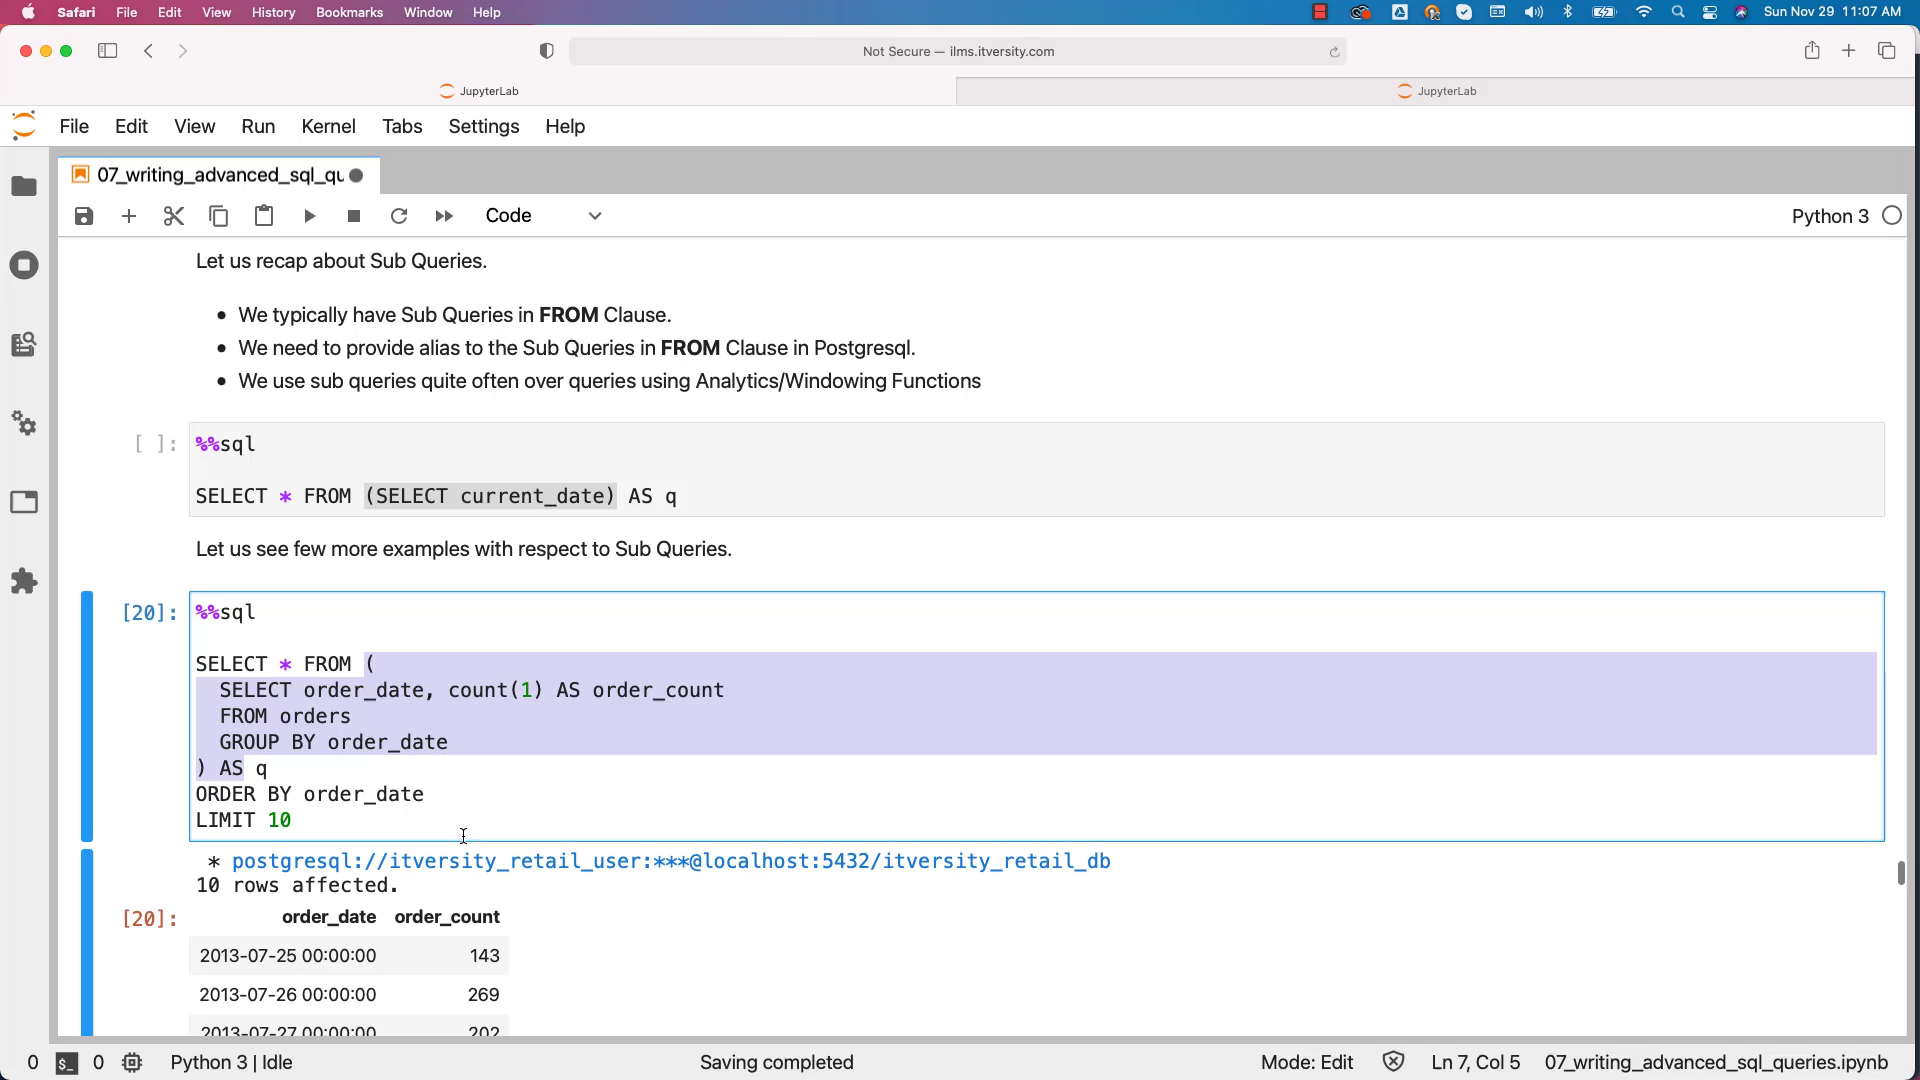 Safari File Edit View History Bookmarks Window Help Sun Nov 29 11:07 AM
Not Secure — ilms.itversity.com
JupyterLab JupyterLab
File Edit View Run Kernel Tabs Settings Help
07_writing_advanced_sql_qu
Code Python 3
Let us recap about Sub Queries.
• We typically have Sub Queries in FROM Clause.
• We need to provide alias to the Sub Queries in FROM Clause in Postgresql.
• We use sub queries quite often over queries using Analytics/Windowing Functions
[ ]: %%sql
SELECT * FROM (SELECT current_date) AS q
Let us see few more examples with respect to Sub Queries.
[20]: %%sql
SELECT * FROM (
SELECT order_date, count(1) AS order_count
FROM orders
GROUP BY order_date
) AS q
ORDER BY order_date
LIMIT 10
* postgresql://itversity_retail_user:***@localhost:5432/itversity_retail_db
10 rows affected.
[20]: order_date order_count
2013-07-25 00:00:00 143
2013-07-26 00:00:00 269
2013-07-27 00:00:00 202
0 $_ 0 Python 3 | Idle Saving completed Mode: Edit Ln 7, Col 5 07_writing_advanced_sql_queries.ipynb